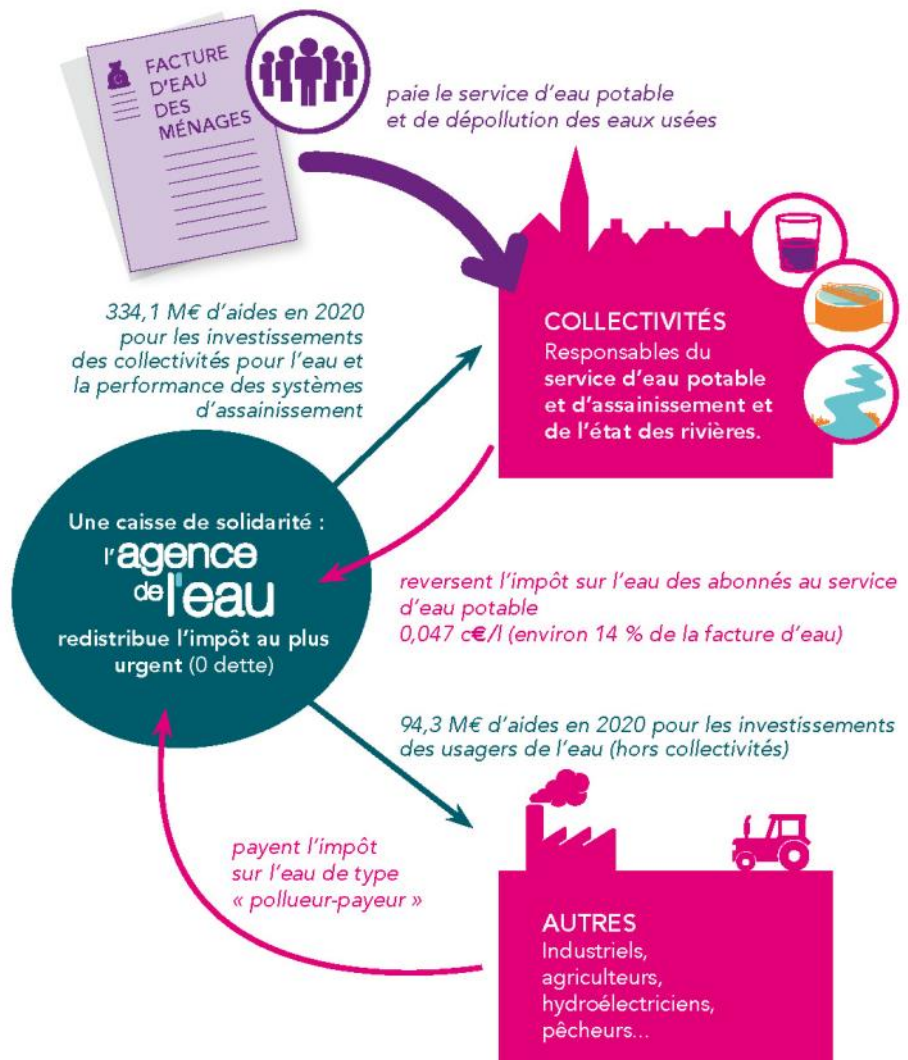 FACTURE
D'EAU
DES
MÉNAGES
paie le service d'eau potable
et de dépollution des eaux usées
334,1 M€ d'aides en 2020
pour les investissements
des collectivités pour l'eau et
la performance des systèmes
d'assainissement
COLLECTIVITÉS
Responsables du
service d'eau potable
et d'assainissement et
de l'état des rivières.
Une caisse de solidarité :
l'agence
de l'eau
redistribue l'impôt au plus
urgent (0 dette)
reversent l'impôt sur l'eau des abonnés au service
d'eau potable
0,047 c€/l (environ 14 % de la facture d'eau)
94,3 M€ d'aides en 2020 pour les investissements
des usagers de l'eau (hors collectivités)
payent l'impôt
sur l'eau de type
« pollueur-payeur »
AUTRES
Industriels,
agriculteurs,
hydroélectriciens,
pêcheurs...